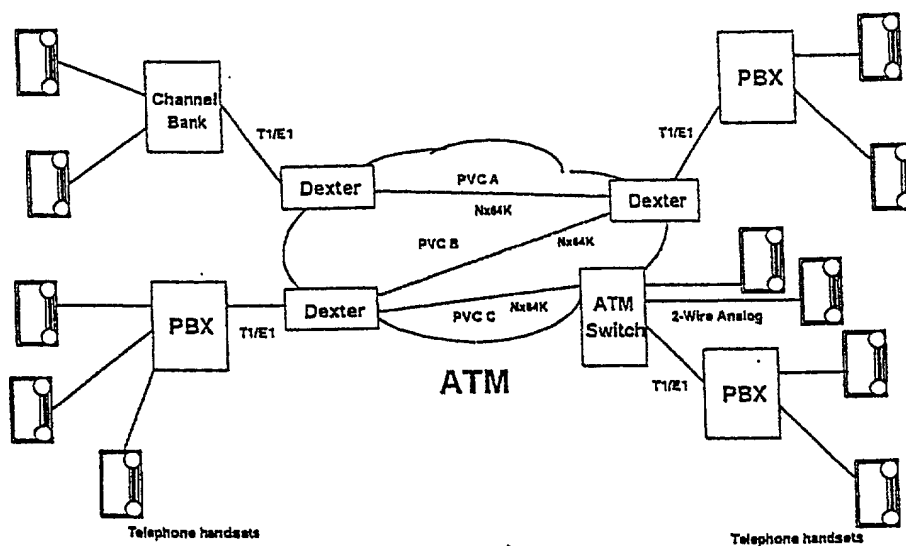 Channel
Bank
T1/E1
PBX
T1/E1
Dexter
PVC A
Nx64K
Dexter
PVC B
Nx64K
PBX
T1/E1
Dexter
PVC C
Nx64K
ATM
Switch
2-Wire Analog
ATM
T1/E1
PBX
Telephone handsets
Telephone handsets